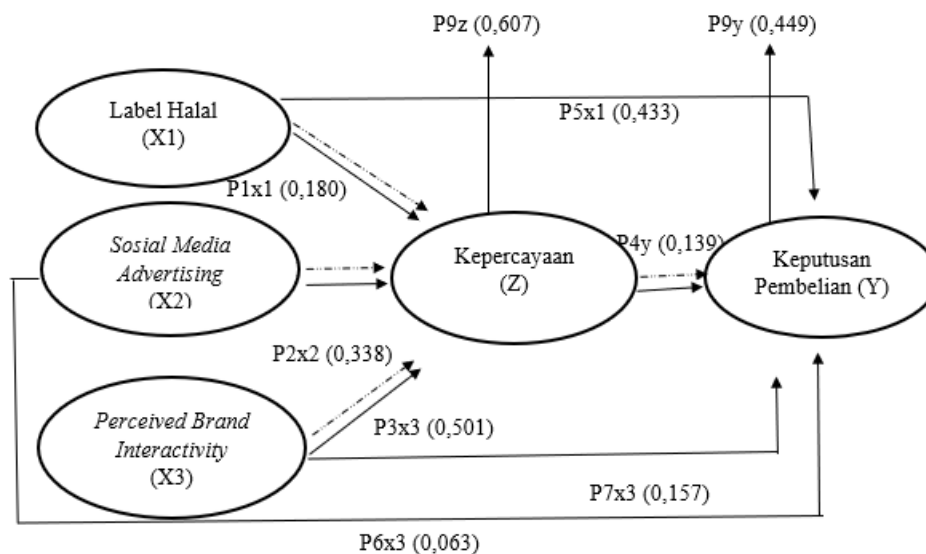 P9z (0,607)
P9y (0,449)
Label Halal
(X1)
P5x1 (0,433)
P1x1 (0,180)
Sosial Media
Advertising
(X2)
Kepercayaan
(Z)
P4y (0,139)
Keputusan
Pembelian (Y)
P2x2 (0,338)
Perceived Brand
Interactivity
(X3)
P3x3 (0,501)
P7x3 (0,157)
P6x3 (0,063)